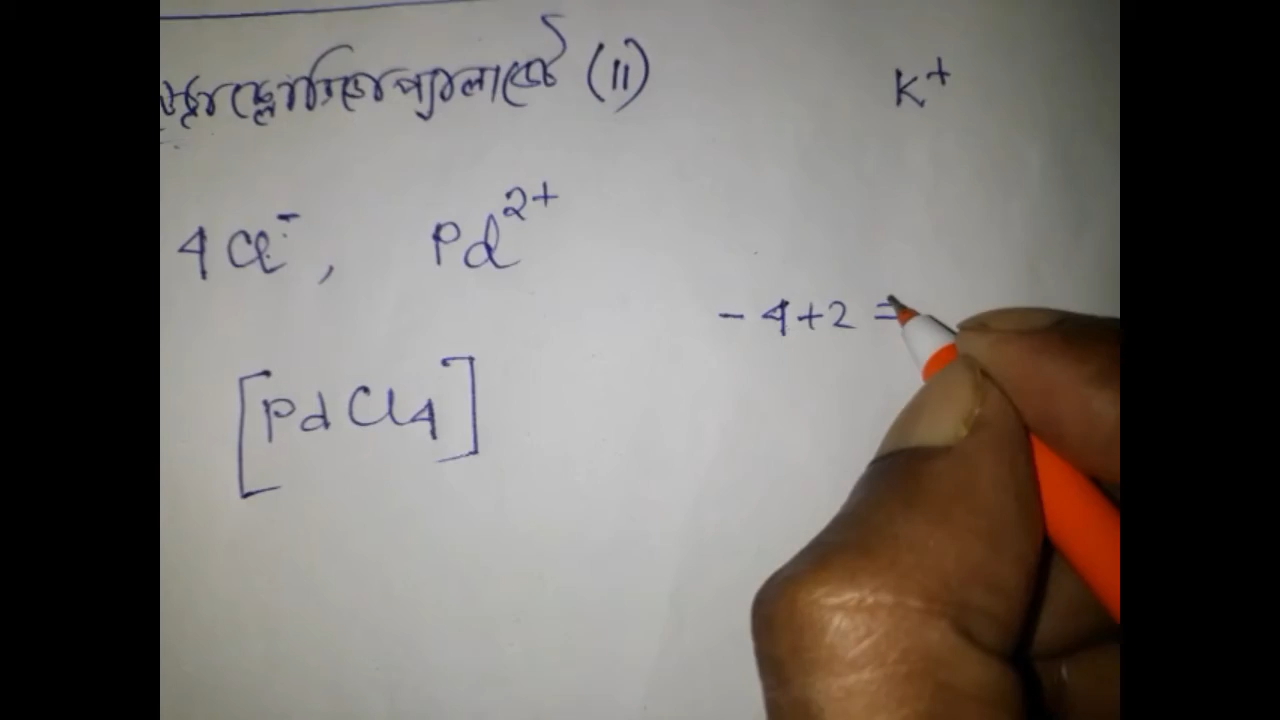 ক্লোরিডোপ্যালাডেট (II) K⁺
4Cl⁻, Pd²⁺
- 4+2 =
[PdCl₄]